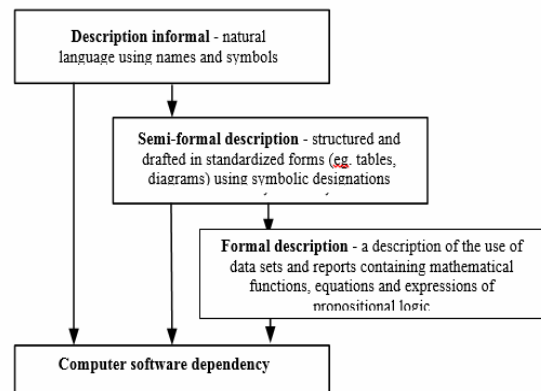 Description informal - natural
language using names and symbols
Semi-formal description - structured and
drafted in standardized forms (eg. tables,
diagrams) using symbolic designations
Formal description - a description of the use of
data sets and reports containing mathematical
functions, equations and expressions of
propositional logic
Computer software dependency